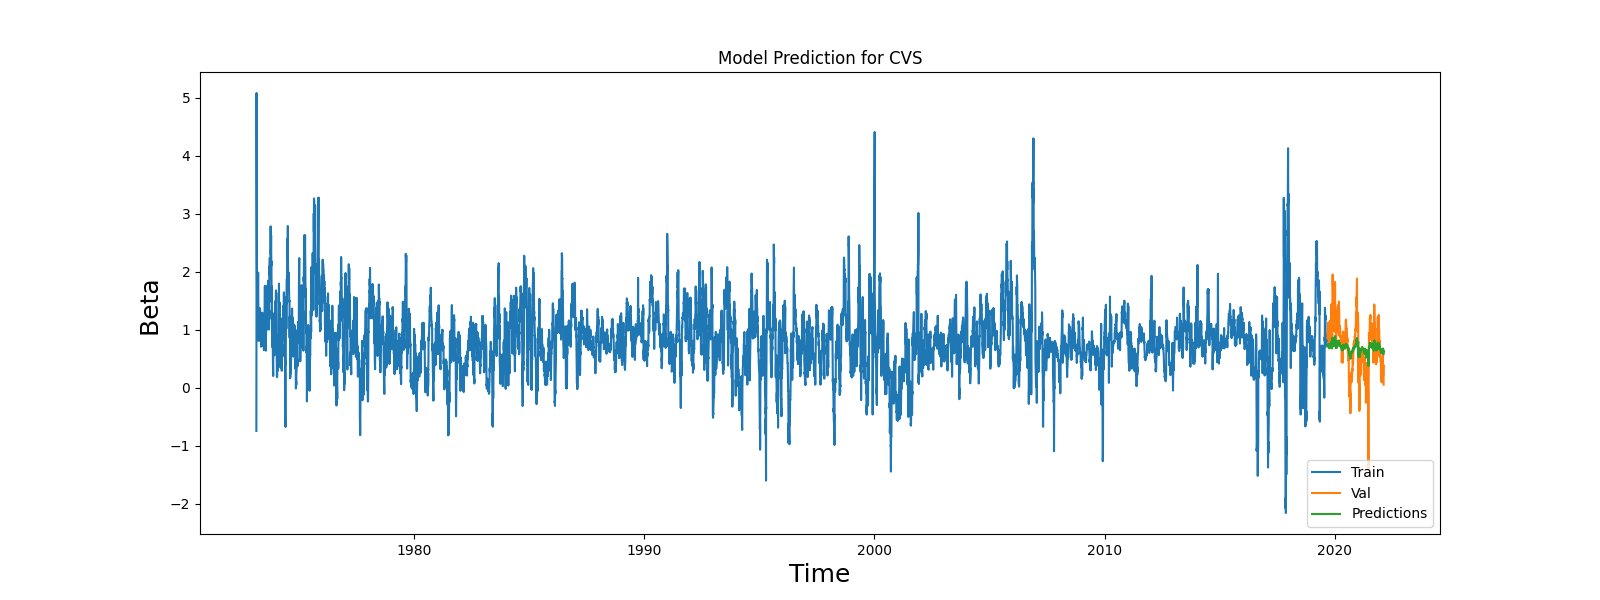 Model Prediction for CVS
Beta
5
4
3
2
1
0
−1
−2
1980
1990
2000
2010
2020
Time
Train
Val
Predictions